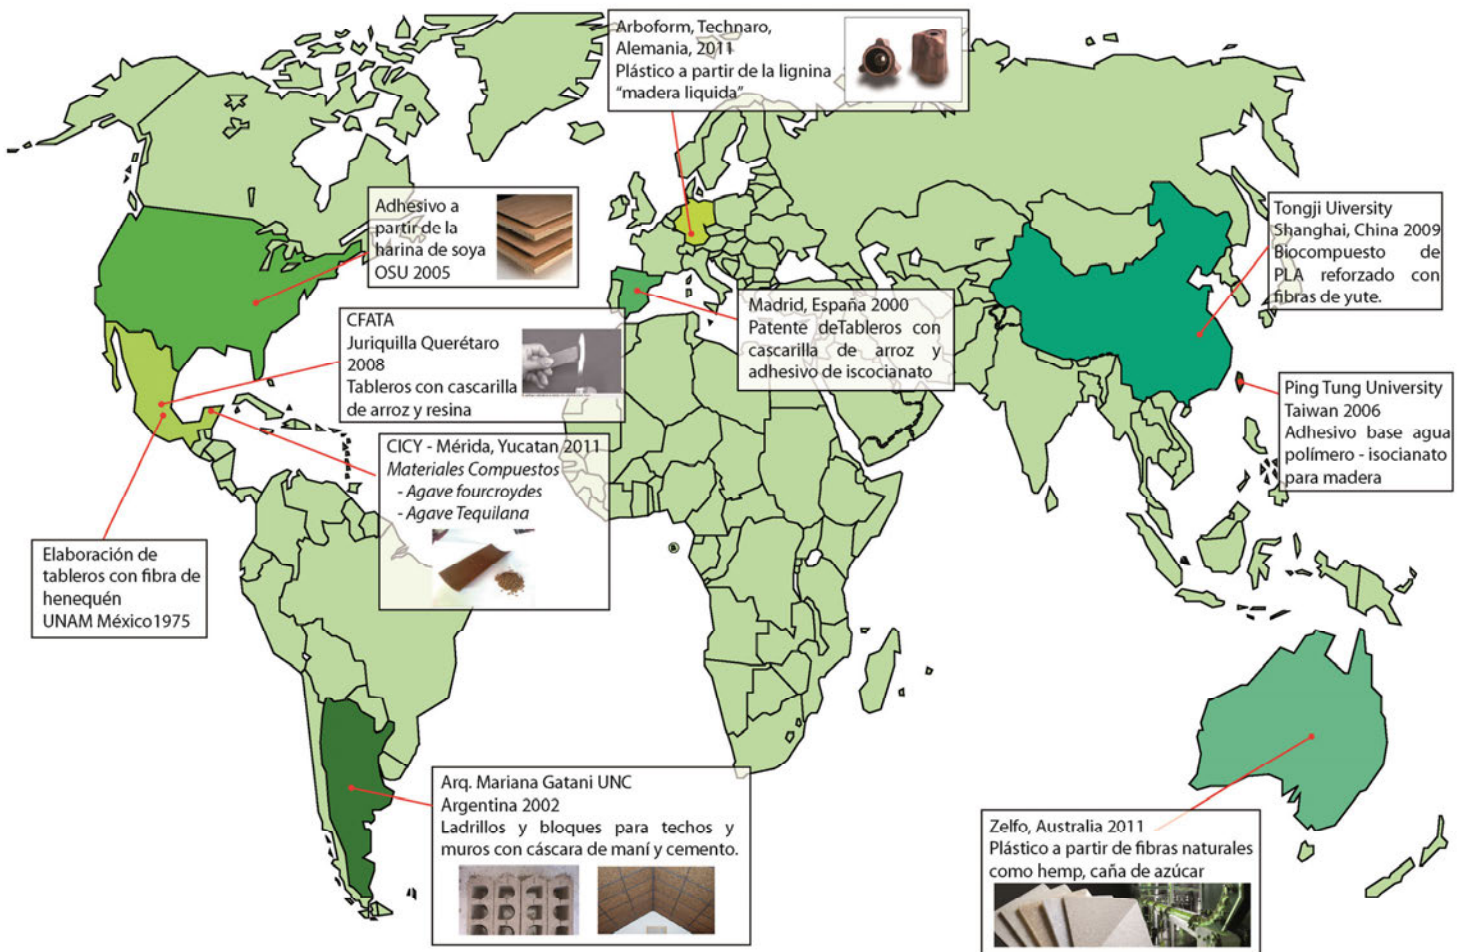 Arboform, Technaro,
Alemania, 2011
Plástico a partir de la lignina
“madera liquida”
Adhesivo a
partir de la
harina de soya
OSU 2005
Tongji Uiversity
Shanghai, China 2009
Biocompuesto de
PLA reforzado con
fibras de yute.
CFATA
Juriquilla Querétaro
2008
Tableros con cascarilla
de arroz y resina
Madrid, España 2000
Patente deTableros con
cascarilla de arroz y
adhesivo de iscocianato
Ping Tung University
Taiwan 2006
Adhesivo base agua
polímero - isocianato
para madera
CICY - Mérida, Yucatan 2011
Materiales Compuestos
- Agave fourcroydes
- Agave Tequilana
Elaboración de
tableros con fibra de
henequén
UNAM México1975
Arq. Mariana Gatani UNC
Argentina 2002
Ladrillos y bloques para techos y
muros con cáscara de maní y cemento.
Zelfo, Australia 2011
Plástico a partir de fibras naturales
como hemp, caña de azúcar